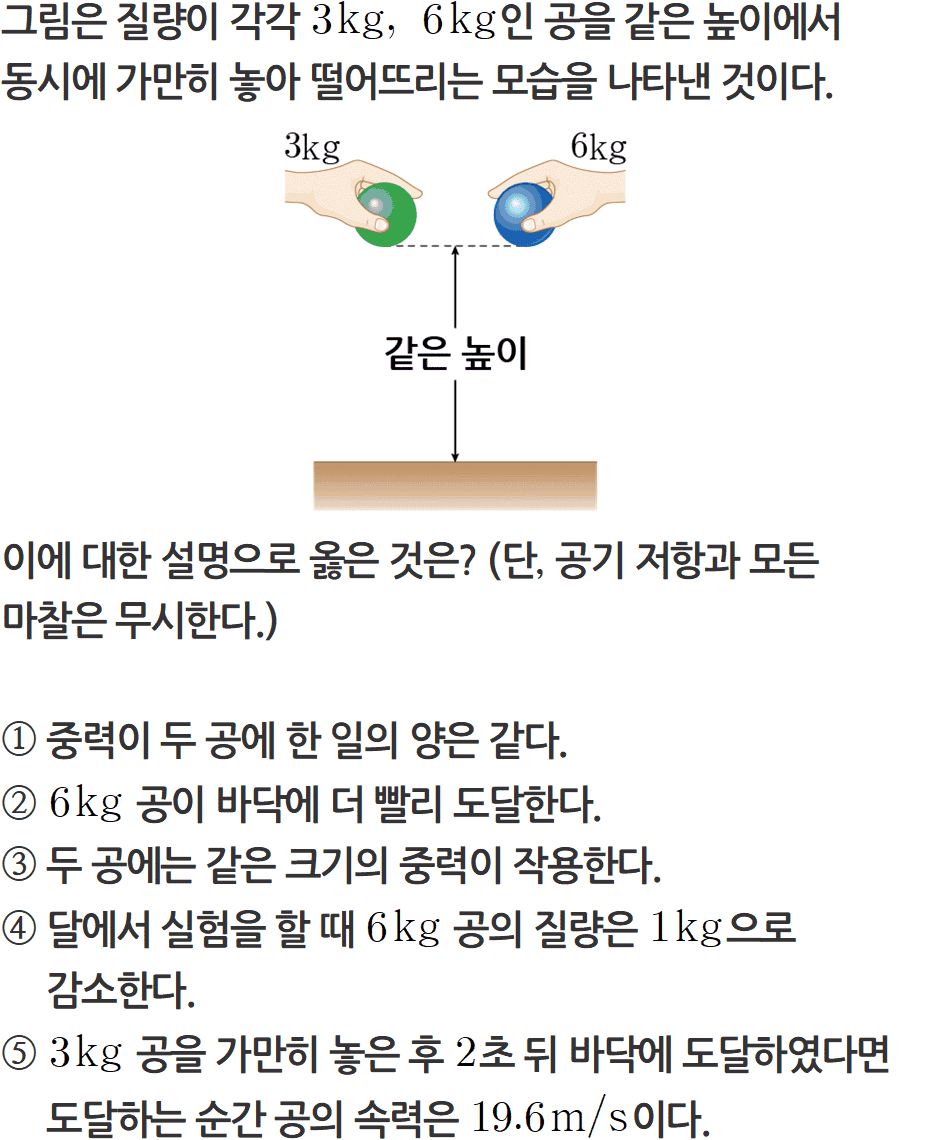 그림은 질량이 각각 3kg, 6kg인 공을 같은 높이에서
동시에 가만히 놓아 떨어뜨리는 모습을 나타낸 것이다.
3kg 6kg
같은 높이
이에 대한 설명으로 옳은 것은? (단, 공기 저항과 모든
마찰은 무시한다.)
① 중력이 두 공에 한 일의 양은 같다.
② 6kg 공이 바닥에 더 빨리 도달한다.
③ 두 공에는 같은 크기의 중력이 작용한다.
④ 달에서 실험을 할 때 6kg 공의 질량은 1kg으로
감소한다.
⑤ 3kg 공을 가만히 놓은 후 2초 뒤 바닥에 도달하였다면
도달하는 순간 공의 속력은 19.6m/s이다.